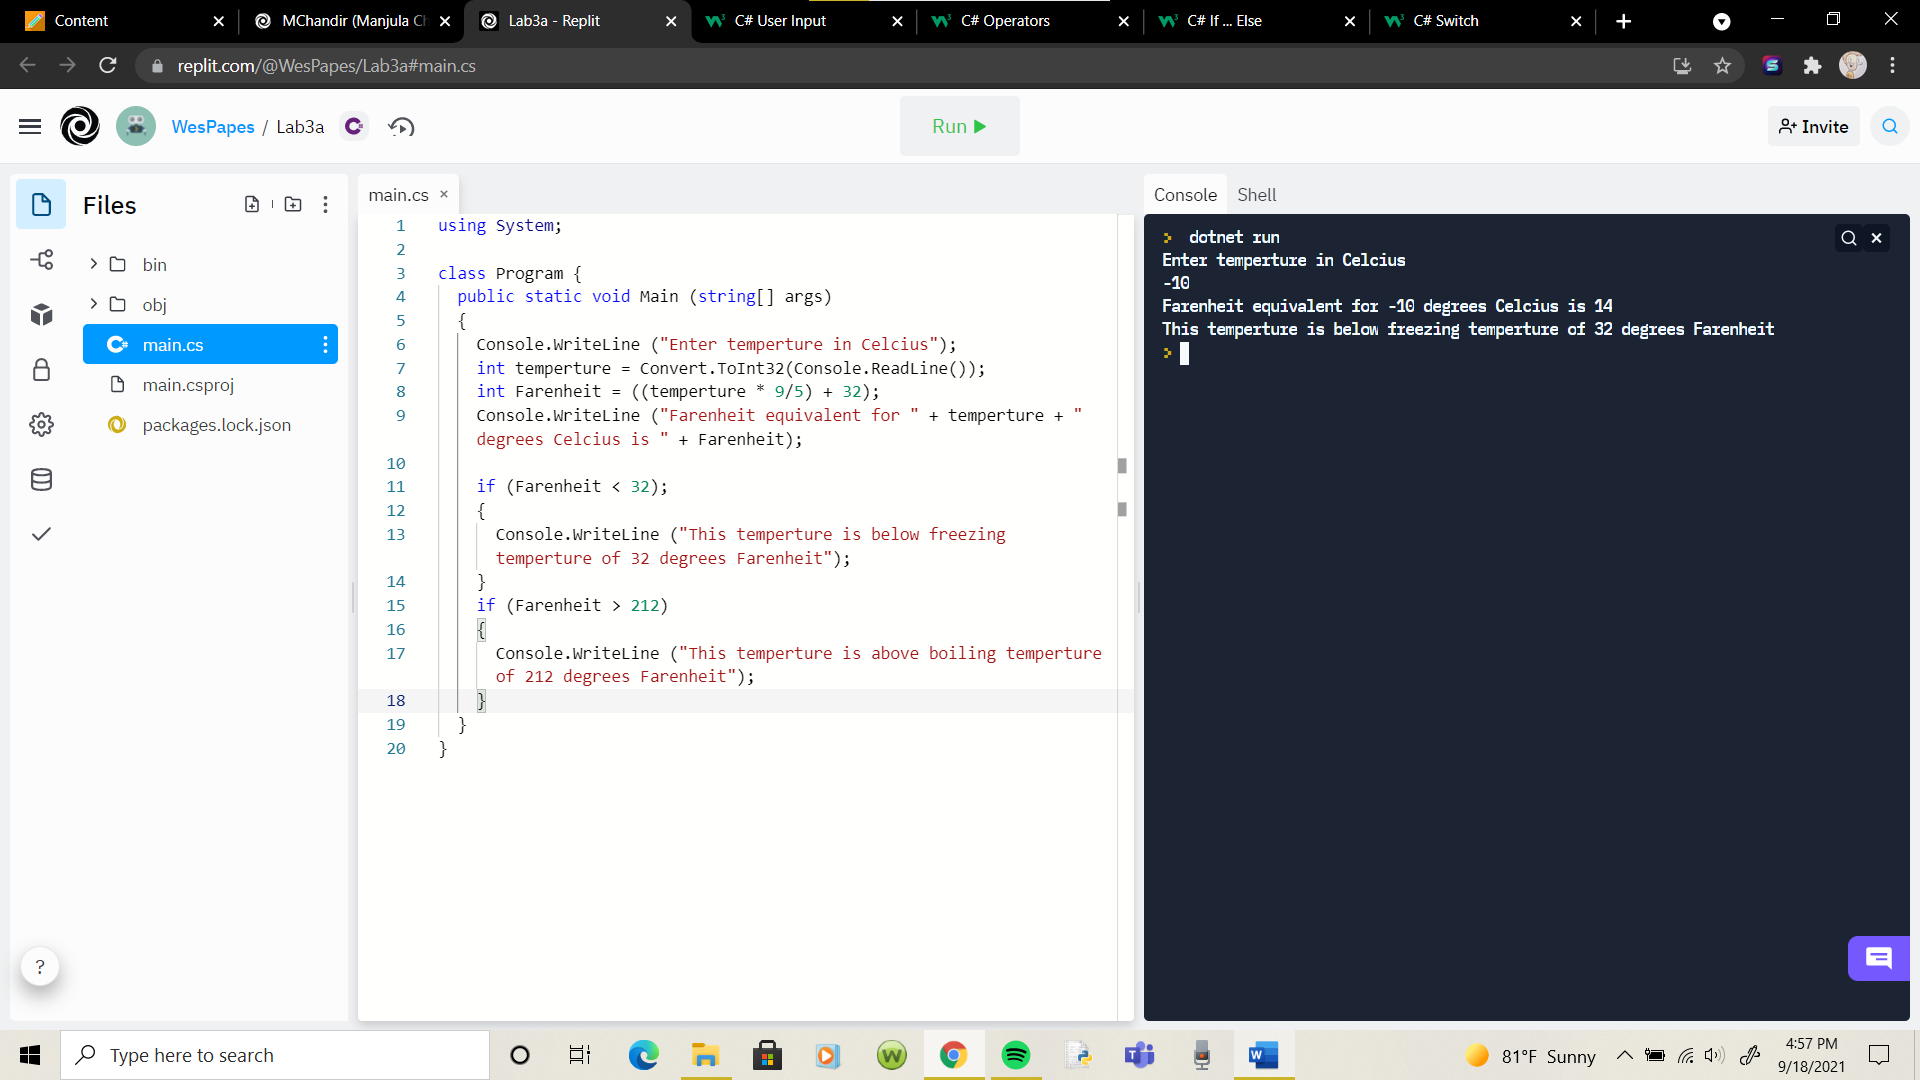 Content
MChandir (Manjula Ch
Lab3a - Replit
C# User Input
C# Operators
C# If ... Else
C# Switch
replit.com/@WesPapes/Lab3a#main.cs
WesPapes / Lab3a
Run
Invite
Files
bin
obj
main.cs
main.csproj
packages.lock.json
main.cs
1 using System;
2
3 class Program {
4 public static void Main (string[] args)
5 {
6 Console.WriteLine ("Enter temperture in Celcius");
7 int temperture = Convert.ToInt32(Console.ReadLine());
8 int Farenheit = ((temperture * 9/5) + 32);
9 Console.WriteLine ("Farenheit equivalent for " + temperture + "
degrees Celcius is " + Farenheit);
10
11 if (Farenheit < 32);
12 {
13 Console.WriteLine ("This temperture is below freezing
temperture of 32 degrees Farenheit");
14 }
15 if (Farenheit > 212)
16 {
17 Console.WriteLine ("This temperture is above boiling temperture
of 212 degrees Farenheit");
18 }
19 }
20 }
Console Shell
> dotnet run
Enter temperture in Celcius
-10
Farenheit equivalent for -10 degrees Celcius is 14
This temperture is below freezing temperture of 32 degrees Farenheit
>
?
Type here to search
81°F Sunny
4:57 PM
9/18/2021